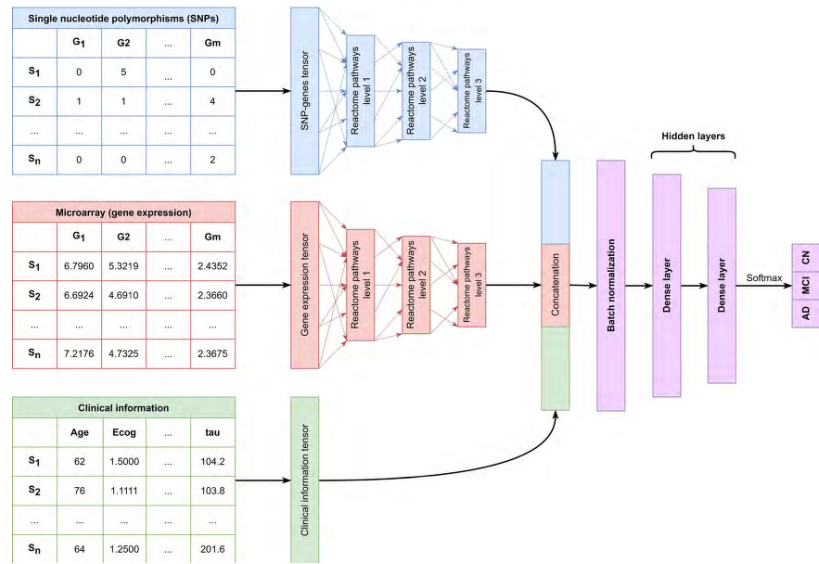 Single nucleotide polymorphisms (SNPs)
G1 G2 ... Gm
S1 0 5 ... 0
S2 1 1 ... 4
... ... ... ...
Sn 0 0 ... 2
SNP-genes tensor
Reactome pathways
level 1
Reactome pathways
level 2
Reactome pathways
level 3
Microarray (gene expression)
G1 G2 ... Gm
S1 6.7960 5.3219 ... 2.4352
S2 6.6924 4.6910 ... 2.3660
... ... ... ...
Sn 7.2176 4.7325 ... 2.3675
Gene expression tensor
Reactome pathways
level 1
Reactome pathways
level 2
Reactome pathways
level 3
Clinical information
Age Ecog ... tau
S1 62 1.5000 ... 104.2
S2 76 1.1111 ... 103.8
... ... ... ...
Sn 64 1.2500 ... 201.6
Clinical information tensor
Concatenation
Batch normalization
Hidden layers
Dense layer
Dense layer
Softmax
CN
MCI
AD